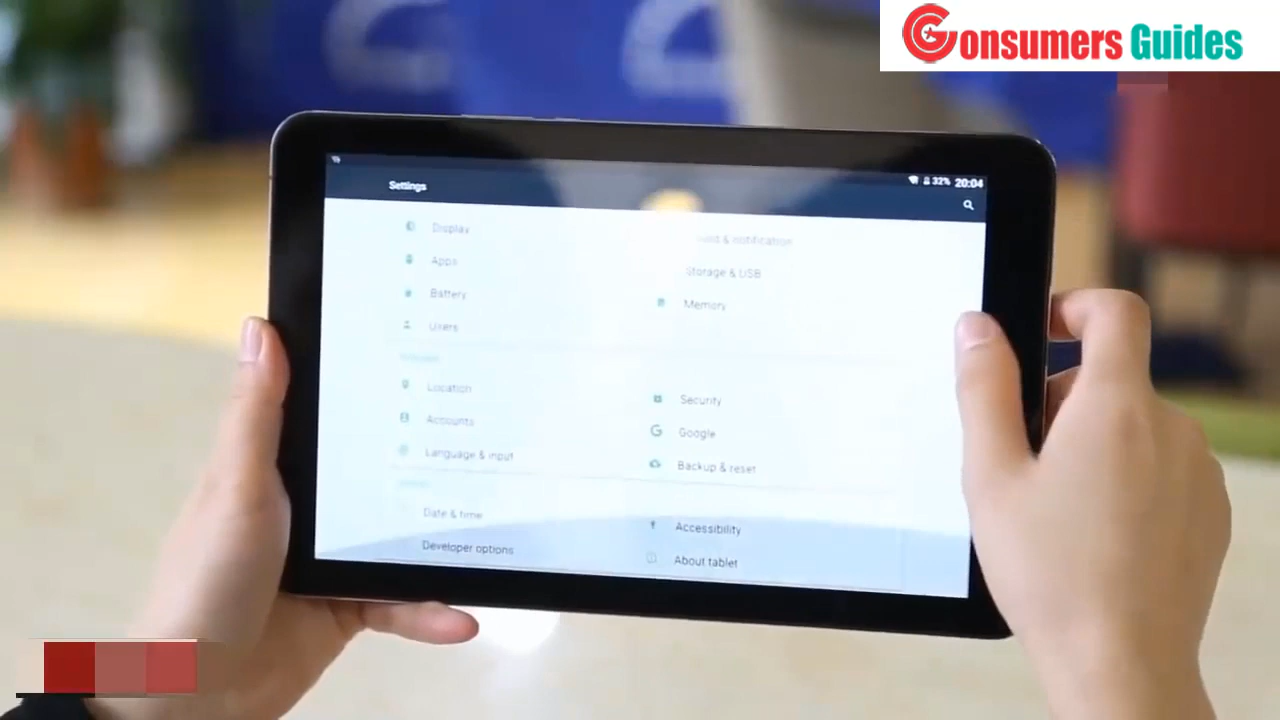 Consumers Guides
32% 20:04
Settings
Display
& notification
Apps
Storage & USB
Battery
Memory
Users
Location
Security
Accounts
Google
Language & input
Backup & reset
Date & time
Accessibility
Developer options
About tablet